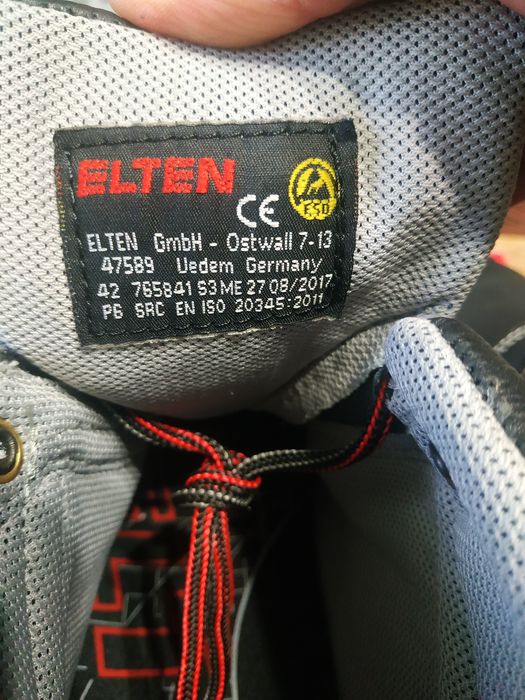 ELTEN
CE
ESD
ELTEN GmbH - Ostwall 7-13
47589 Uedem Germany
42 765841 S3 ME 27 08/2017
P6 SRC EN ISO 20345:2011